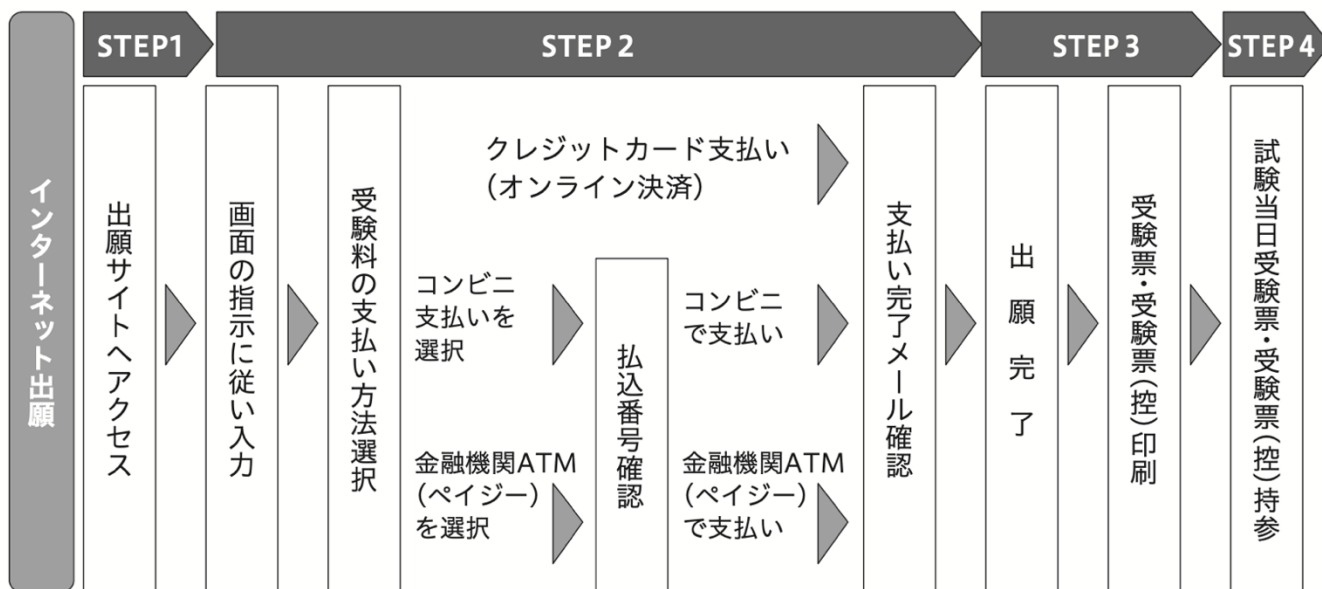 STEP1
STEP 2
STEP 3
STEP 4
インターネット出願
出願サイトへアクセス
画面の指示に従い入力
受験料の支払い方法選択
クレジットカード支払い
(オンライン決済)
コンビニ
支払いを
選択
金融機関ATM
(ペイジー)
を選択
払込番号確認
コンビニ
で支払い
金融機関ATM
(ペイジー)
で支払い
支払い完了メール確認
出願完了
受験票・受験票(控)印刷
試験当日受験票・受験票(控)持参